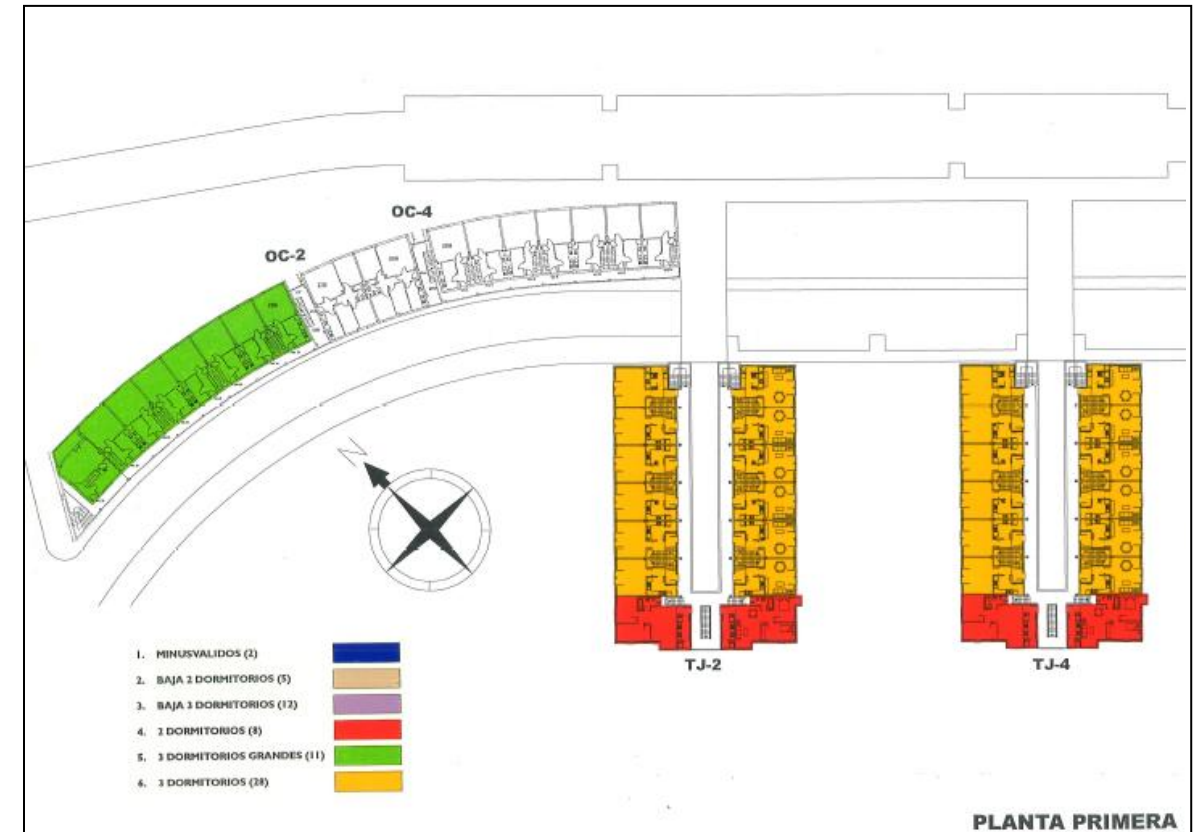 OC-4
OC-2
N
TJ-2
TJ-4
1. MINUSVALIDOS (2)
2. BAJA 2 DORMITORIOS (5)
3. BAJA 3 DORMITORIOS (12)
4. 2 DORMITORIOS (8)
5. 3 DORMITORIOS GRANDES (11)
6. 3 DORMITORIOS (28)
PLANTA PRIMERA